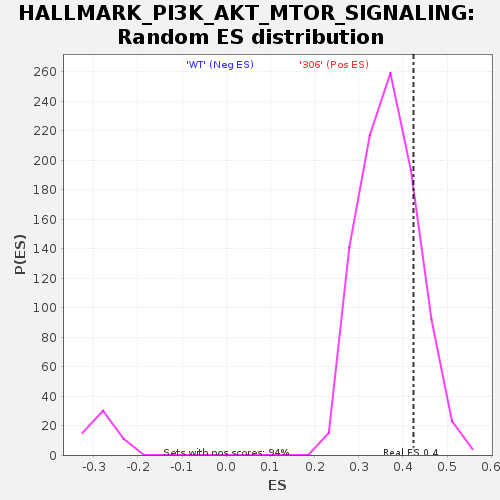 HALLMARK_PI3K_AKT_MTOR_SIGNALING:
Random ES distribution
'WT' (Neg ES) '306' (Pos ES)
P(ES)
260
240
220
200
180
160
140
120
100
80
60
40
20
0
Sets with pos scores: 94%
Real ES 0.4
-0.3 -0.2 -0.1 0.0 0.1 0.2 0.3 0.4 0.5 0.6
ES